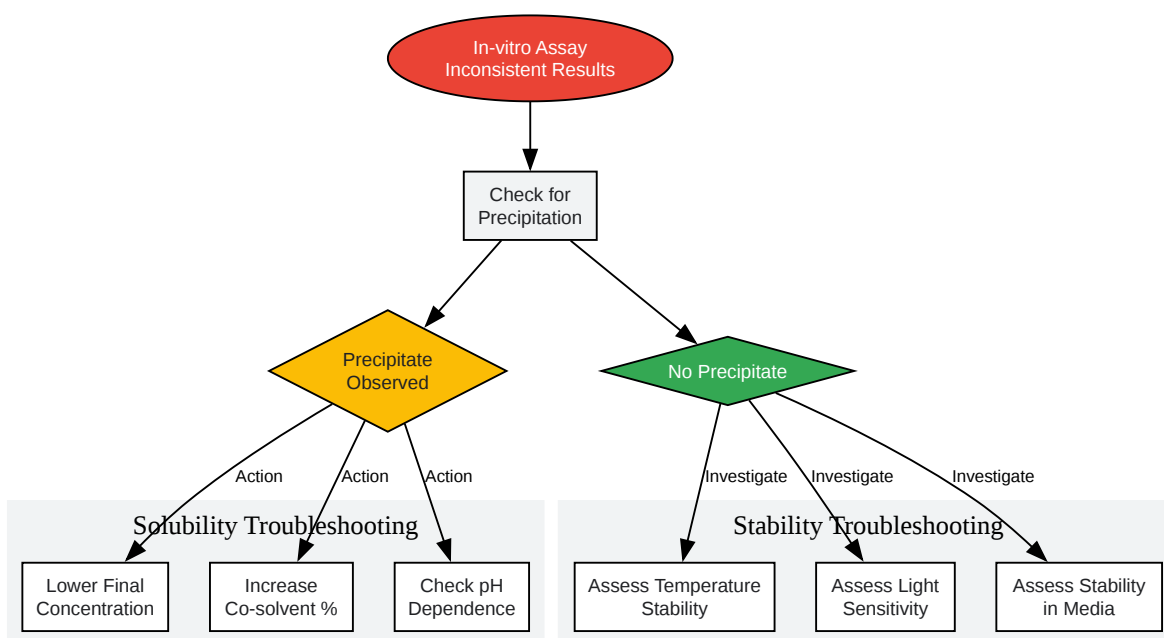 In-vitro Assay
Inconsistent Results
Check for
Precipitation
Precipitate
Observed
No Precipitate
Action
Action
Action
Investigate
Investigate
Investigate
Solubility Troubleshooting
Stability Troubleshooting
Lower Final
Concentration
Increase
Co-solvent %
Check pH
Dependence
Assess Temperature
Stability
Assess Light
Sensitivity
Assess Stability
in Media